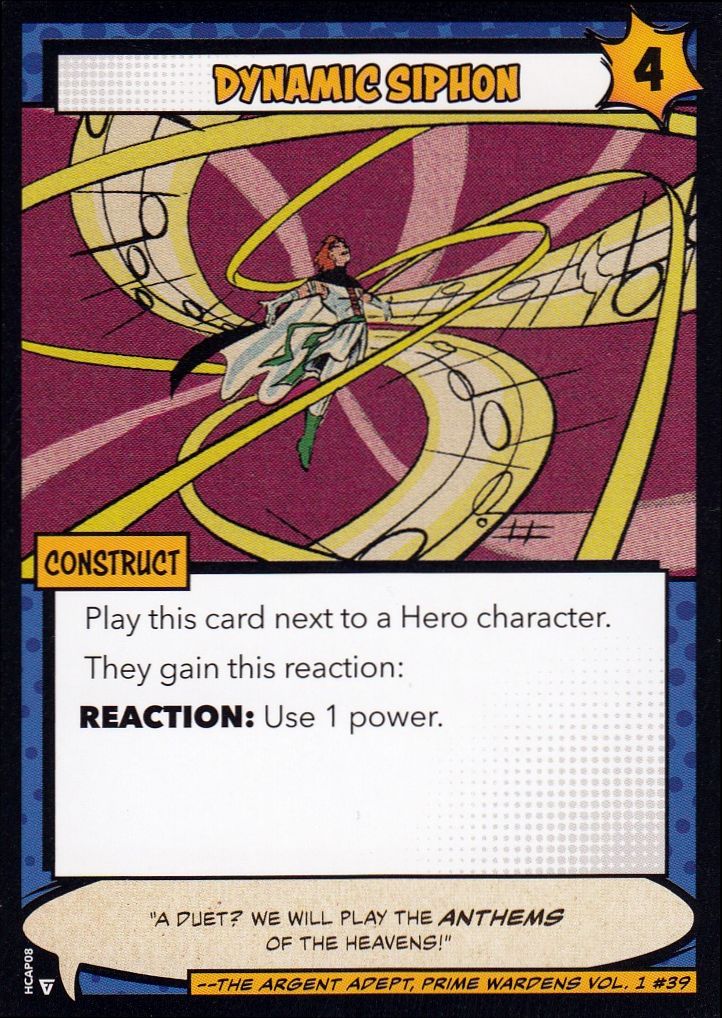 DYNAMIC SIPHON
4
CONSTRUCT
Play this card next to a Hero character.
They gain this reaction:
REACTION: Use 1 power.
"A DUET? WE WILL PLAY THE ANTHEMS
OF THE HEAVENS!"
--THE ARGENT ADEPT, PRIME WARDENS VOL. 1 #39
HCAP08